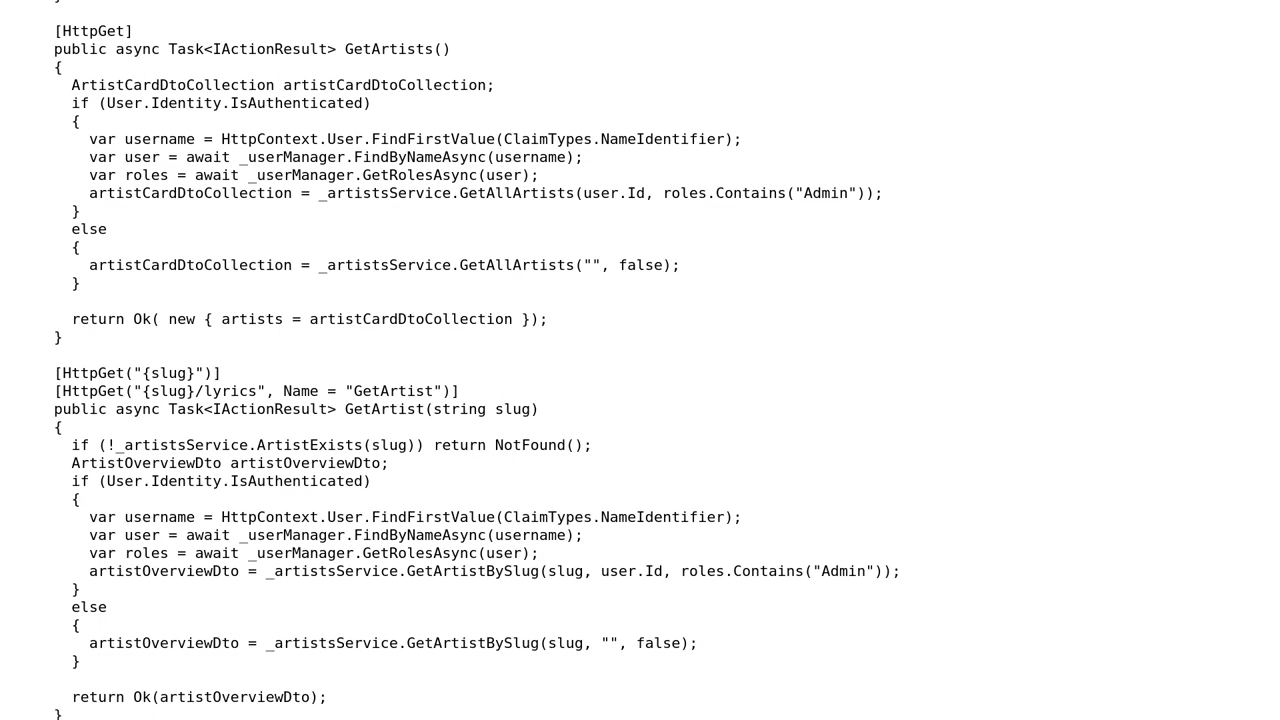 }
[HttpGet]
public async Task<IActionResult> GetArtists()
{
ArtistCardDtoCollection artistCardDtoCollection;
if (User.Identity.IsAuthenticated)
{
var username = HttpContext.User.FindFirstValue(ClaimTypes.NameIdentifier);
var user = await _userManager.FindByNameAsync(username);
var roles = await _userManager.GetRolesAsync(user);
artistCardDtoCollection = _artistsService.GetAllArtists(user.Id, roles.Contains("Admin"));
}
else
{
artistCardDtoCollection = _artistsService.GetAllArtists("", false);
}
return Ok( new { artists = artistCardDtoCollection });
}
[HttpGet("{slug}")]
[HttpGet("{slug}/lyrics", Name = "GetArtist")]
public async Task<IActionResult> GetArtist(string slug)
{
if (!_artistsService.ArtistExists(slug)) return NotFound();
ArtistOverviewDto artistOverviewDto;
if (User.Identity.IsAuthenticated)
{
var username = HttpContext.User.FindFirstValue(ClaimTypes.NameIdentifier);
var user = await _userManager.FindByNameAsync(username);
var roles = await _userManager.GetRolesAsync(user);
artistOverviewDto = _artistsService.GetArtistBySlug(slug, user.Id, roles.Contains("Admin"));
}
else
{
artistOverviewDto = _artistsService.GetArtistBySlug(slug, "", false);
}
return Ok(artistOverviewDto);
}